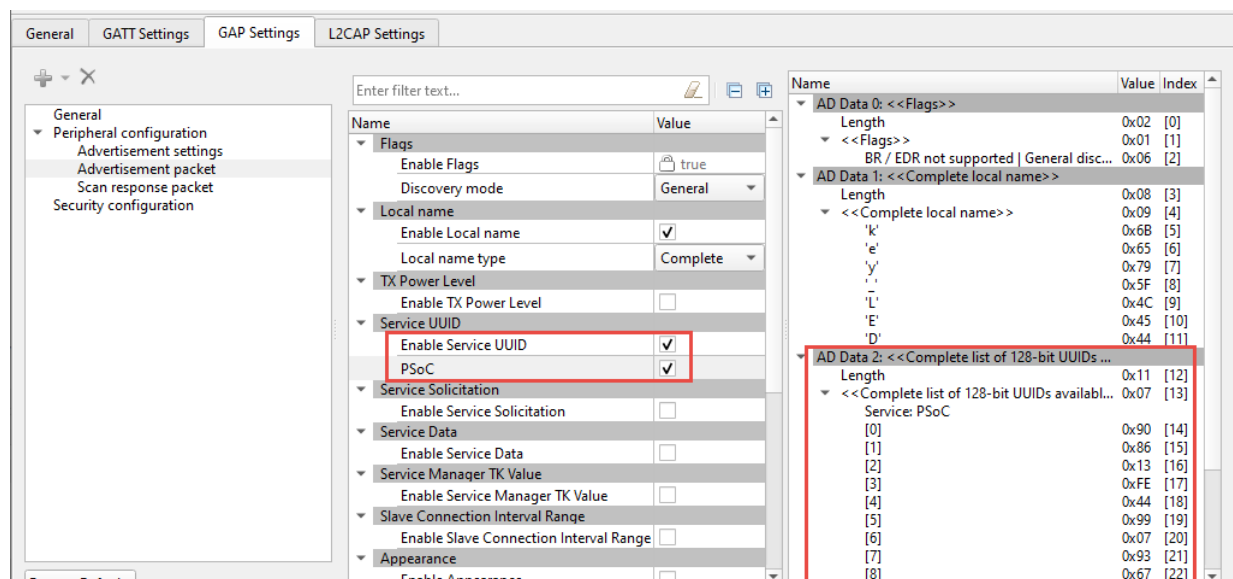 General GATT Settings GAP Settings L2CAP Settings
General
Peripheral configuration
Advertisement settings
Advertisement packet
Scan response packet
Security configuration
Enter filter text...
Name Value
Flags
Enable Flags true
Discovery mode General
Local name
Enable Local name
Local name type Complete
TX Power Level
Enable TX Power Level
Service UUID
Enable Service UUID
PSoC
Service Solicitation
Enable Service Solicitation
Service Data
Enable Service Data
Service Manager TK Value
Enable Service Manager TK Value
Slave Connection Interval Range
Enable Slave Connection Interval Range
Appearance
Name Value Index
AD Data 0: <<Flags>>
Length 0x02 [0]
<<Flags>> 0x01 [1]
BR / EDR not supported | General disc... 0x06 [2]
AD Data 1: <<Complete local name>>
Length 0x08 [3]
<<Complete local name>> 0x09 [4]
'k' 0x6B [5]
'e' 0x65 [6]
'y' 0x79 [7]
'_' 0x5F [8]
'L' 0x4C [9]
'E' 0x45 [10]
'D' 0x44 [11]
AD Data 2: <<Complete list of 128-bit UUIDs ...
Length 0x11 [12]
<<Complete list of 128-bit UUIDs availabl... 0x07 [13]
Service: PSoC
[0] 0x90 [14]
[1] 0x86 [15]
[2] 0x13 [16]
[3] 0xFE [17]
[4] 0x44 [18]
[5] 0x99 [19]
[6] 0x07 [20]
[7] 0x93 [21]
[8] 0x67 [22]